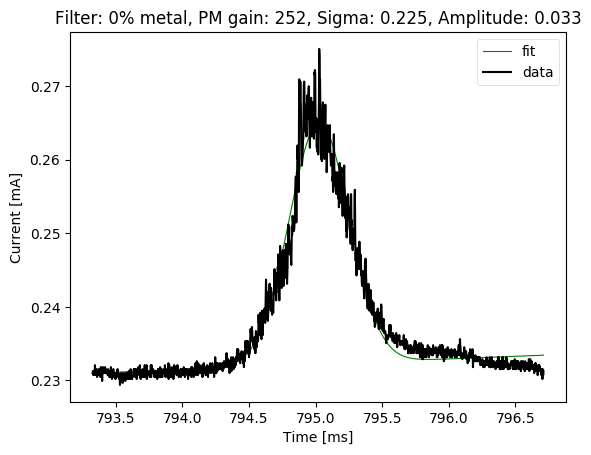 Filter: 0% metal, PM gain: 252, Sigma: 0.225, Amplitude: 0.033
fit
data
0.27
0.26
0.25
0.24
0.23
Current [mA]
793.5 794.0 794.5 795.0 795.5 796.0 796.5
Time [ms]